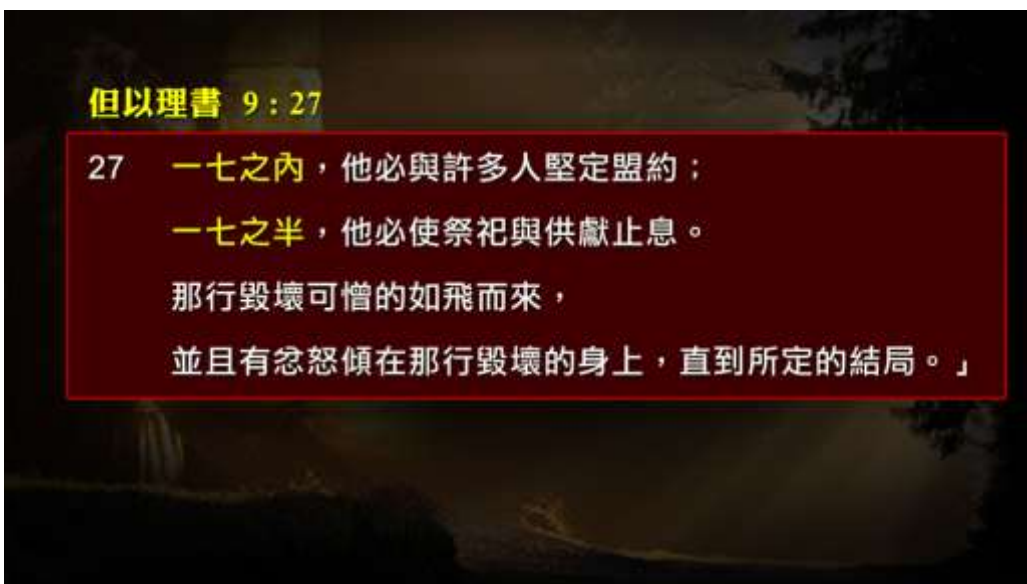 但以理書 9:27
27 一七之內，他必與許多人堅定盟約；
一七之半，他必使祭祀與供獻止息。
那行毀壞可憎的如飛而來，
並且有忿怒傾在那行毀壞的身上，直到所定的結局。」